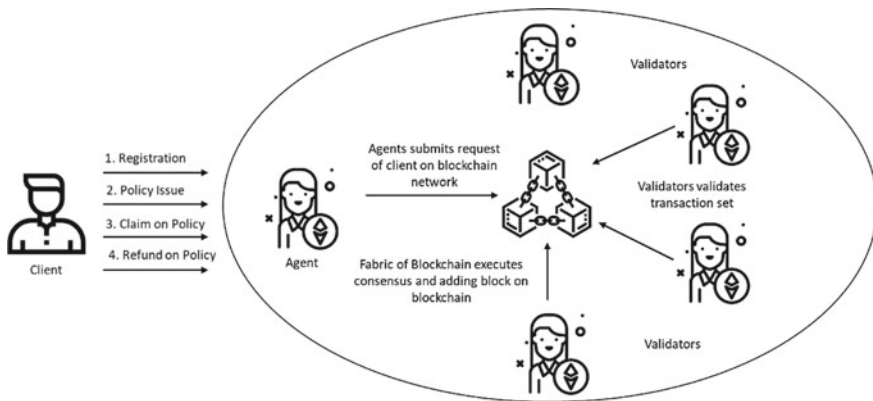 Validators
Agents submits request
of client on blockchain
network
1. Registration
2. Policy Issue
3. Claim on Policy
4. Refund on Policy
Client
Agent
Validators validates
transaction set
Fabric of Blockchain executes
consensus and adding block on
blockchain
Validators